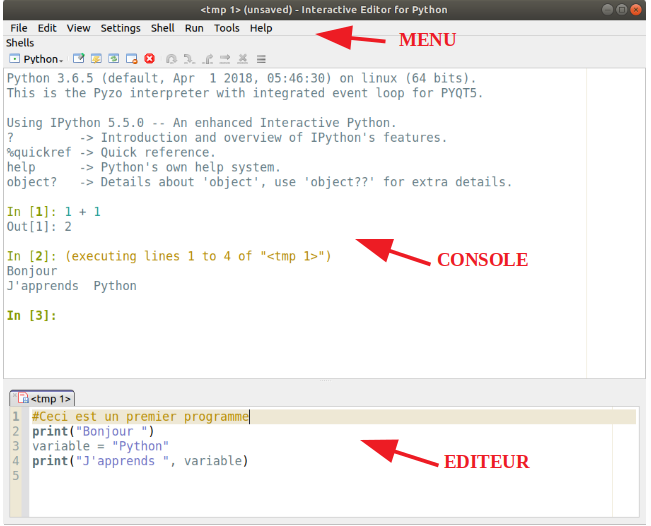 <tmp 1> (unsaved) - Interactive Editor for Python
File Edit View Settings Shell Run Tools Help
MENU
Shells
Python
Python 3.6.5 (default, Apr  1 2018, 05:46:30) on linux (64 bits).
This is the Pyzo interpreter with integrated event loop for PYQT5.
Using IPython 5.5.0 -- An enhanced Interactive Python.
?         -> Introduction and overview of IPython's features.
%quickref -> Quick reference.
help      -> Python's own help system.
object?   -> Details about 'object', use 'object??' for extra details.
In [1]: 1 + 1
Out[1]: 2
In [2]: (executing lines 1 to 4 of "<tmp 1>")
CONSOLE
Bonjour
J'apprends  Python
In [3]:
<tmp 1>
1 #Ceci est un premier programme
2 print("Bonjour ")
3 variable = "Python"
4 print("J'apprends ", variable)
5
EDITEUR